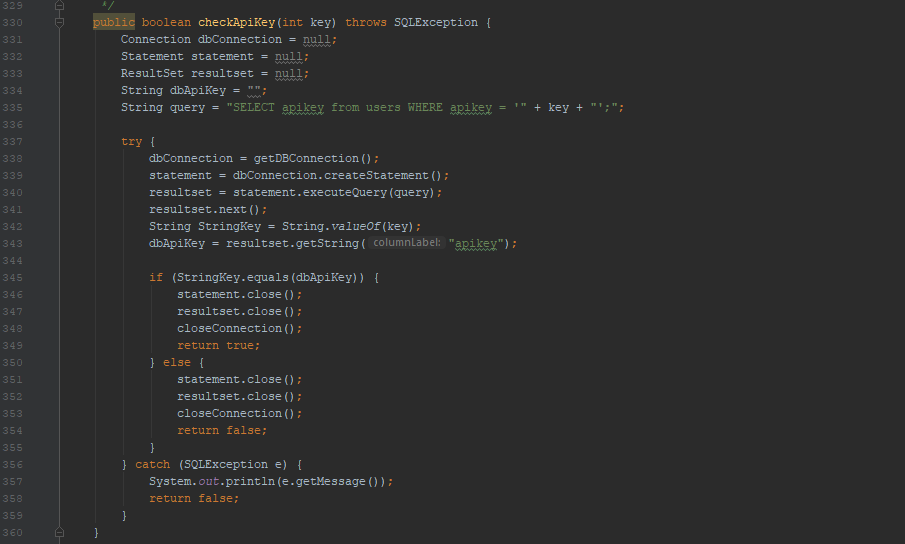 329 */
330 public boolean checkApiKey(int key) throws SQLException {
331 Connection dbConnection = null;
332 Statement statement = null;
333 ResultSet resultset = null;
334 String dbApiKey = "";
335 String query = "SELECT apikey from users WHERE apikey = '" + key + "';";
336
337 try {
338 dbConnection = getDBConnection();
339 statement = dbConnection.createStatement();
340 resultset = statement.executeQuery(query);
341 resultset.next();
342 String StringKey = String.valueOf(key);
343 dbApiKey = resultset.getString( columnLabel: "apikey");
344
345 if (StringKey.equals(dbApiKey)) {
346 statement.close();
347 resultset.close();
348 closeConnection();
349 return true;
350 } else {
351 statement.close();
352 resultset.close();
353 closeConnection();
354 return false;
355 }
356 } catch (SQLException e) {
357 System.out.println(e.getMessage());
358 return false;
359 }
360 }